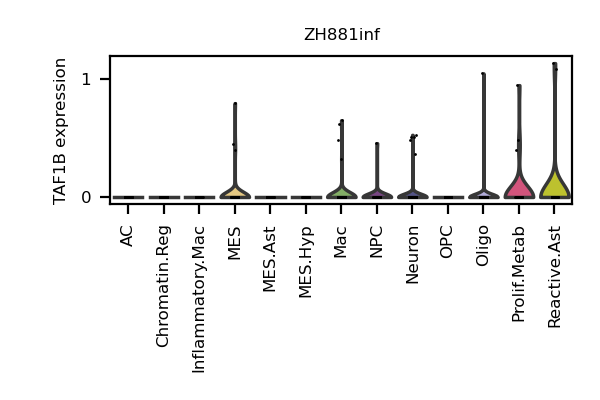 ZH881inf
TAF1B expression
1
0
AC
Chromatin.Reg
Inflammatory.Mac
MES
MES.Ast
MES.Hyp
Mac
NPC
Neuron
OPC
Oligo
Prolif.Metab
Reactive.Ast